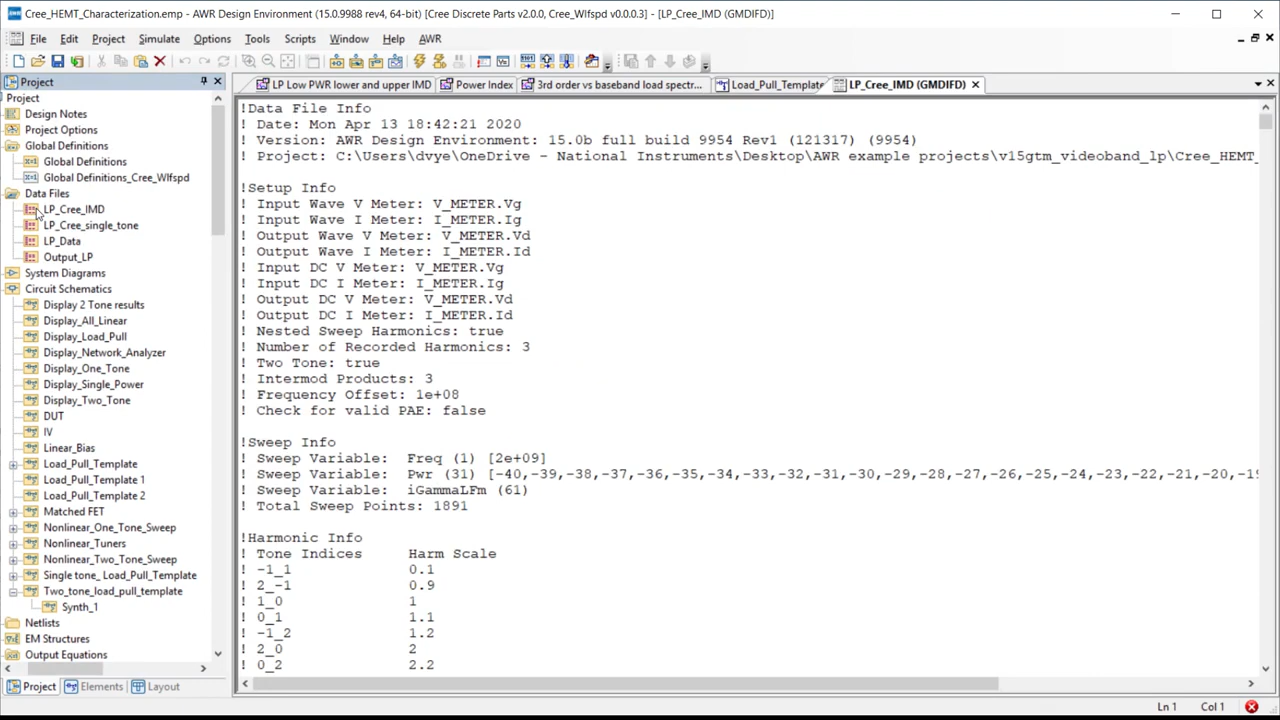 Cree_HEMT_Characterization.emp - AWR Design Environment (15.0.9988 rev4, 64-bit) [Cree Discrete Parts v2.0.0, Cree_Wlfspd v0.0.0.3] - [LP_Cree_IMD (GMDIFD)]
File Edit Project Simulate Options Tools Scripts Window Help AWR
Project
LP Low PWR lower and upper IMD Power Index 3rd order vs baseband load spectr... Load_Pull_Template LP_Cree_IMD (GMDIFD)
Project
Design Notes
Project Options
Global Definitions
Global Definitions
Global Definitions_Cree_Wlfspd
Data Files
LP_Cree_IMD
LP_Cree_single_tone
LP_Data
Output_LP
System Diagrams
Circuit Schematics
Display 2 Tone results
Display_All_Linear
Display_Load_Pull
Display_Network_Analyzer
Display_One_Tone
Display_Single_Power
Display_Two_Tone
DUT
IV
Linear_Bias
Load_Pull_Template
Load_Pull_Template 1
Load_Pull_Template 2
Matched FET
Nonlinear_One_Tone_Sweep
Nonlinear_Tuners
Nonlinear_Two_Tone_Sweep
Single tone_ Load_Pull_Template
Two_tone_load_pull_template
Synth_1
Netlists
EM Structures
Output Equations
Project Elements Layout
!Data File Info
! Date: Mon Apr 13 18:42:21 2020
! Version: AWR Design Environment: 15.0b full build 9954 Rev1 (121317) (9954)
! Project: C:\Users\dvye\OneDrive - National Instruments\Desktop\AWR example projects\v15gtm_videoband_lp\Cree_HEMT_
!Setup Info
! Input Wave V Meter: V_METER.Vg
! Input Wave I Meter: I_METER.Ig
! Output Wave V Meter: V_METER.Vd
! Output Wave I Meter: I_METER.Id
! Input DC V Meter: V_METER.Vg
! Input DC I Meter: I_METER.Ig
! Output DC V Meter: V_METER.Vd
! Output DC I Meter: I_METER.Id
! Nested Sweep Harmonics: true
! Number of Recorded Harmonics: 3
! Two Tone: true
! Intermod Products: 3
! Frequency Offset: 1e+08
! Check for valid PAE: false
!Sweep Info
! Sweep Variable: Freq (1) [2e+09]
! Sweep Variable: Pwr (31) [-40,-39,-38,-37,-36,-35,-34,-33,-32,-31,-30,-29,-28,-27,-26,-25,-24,-23,-22,-21,-20,-19
! Sweep Variable: iGammaLFm (61)
! Total Sweep Points: 1891
!Harmonic Info
! Tone Indices Harm Scale
! -1_1 0.1
! 2_-1 0.9
! 1_0 1
! 0_1 1.1
! -1_2 1.2
! 2_0 2
! 0_2 2.2
Ln 1 Col 1